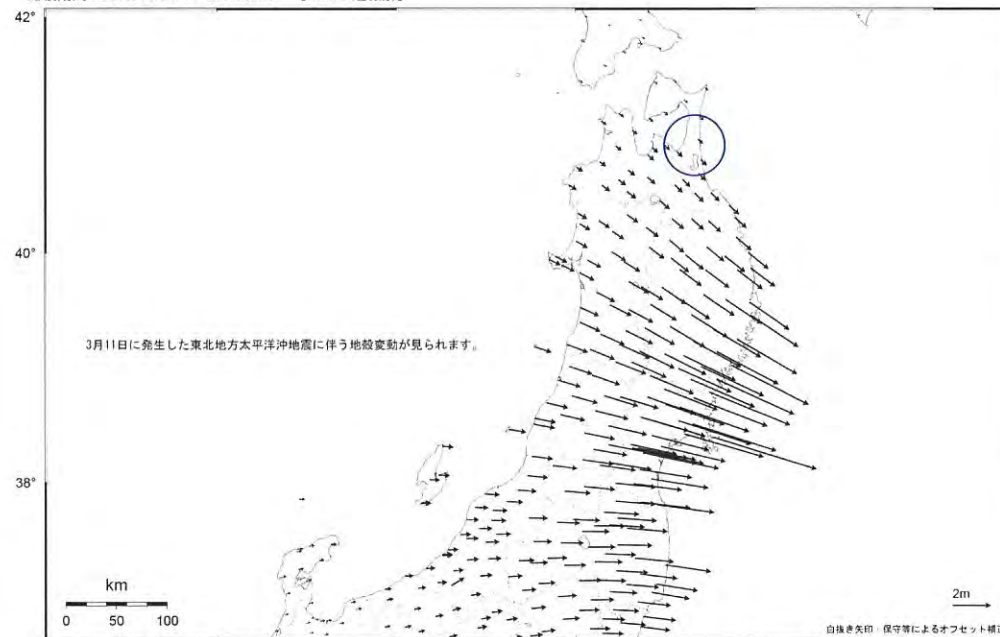 42°
40°
3月11日に発生した東北地方太平洋沖地震に伴う地殻変動が見られます。
38°
km
0 50 100
2m
白抜き矢印：保守等によるオフセット補正